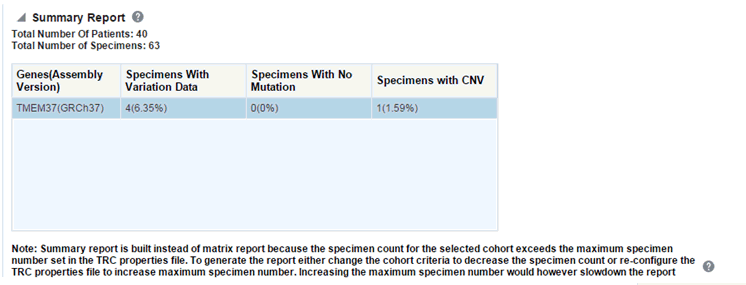 Summary Report
Total Number Of Patients: 40
Total Number of Specimens: 63
Genes(Assembly Version) Specimens With Variation Data Specimens With No Mutation Specimens with CNV
TMEM37(GRCh37) 4(6.35%) 0(0%) 1(1.59%)
Note: Summary report is built instead of matrix report because the specimen count for the selected cohort exceeds the maximum specimen
number set in the TRC properties file. To generate the report either change the cohort criteria to decrease the specimen count or re-configure the
TRC properties file to increase maximum specimen number. Increasing the maximum specimen number would however slowdown the report